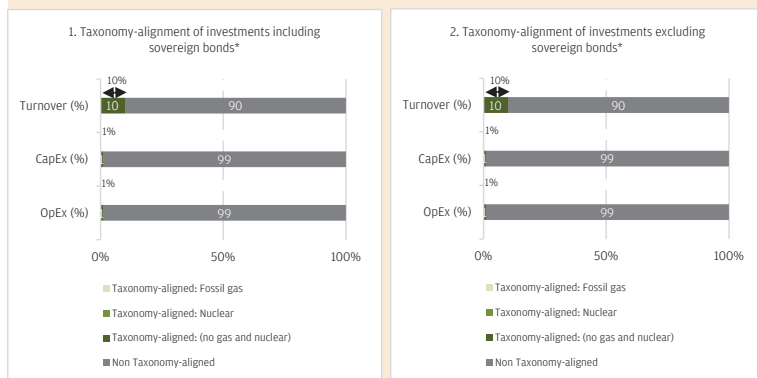 1. Taxonomy-alignment of investments including
sovereign bonds*
10%
Turnover (%)
10
90
1%
CapEx (%)
1
99
1%
OpEx (%)
1
99
0%
50%
100%
Taxonomy-aligned: Fossil gas
Taxonomy-aligned: Nuclear
Taxonomy-aligned: (no gas and nuclear)
Non Taxonomy-aligned
2. Taxonomy-alignment of investments excluding
sovereign bonds*
10%
Turnover (%)
10
90
1%
CapEx (%)
1
99
1%
OpEx (%)
1
99
0%
50%
100%
Taxonomy-aligned: Fossil gas
Taxonomy-aligned: Nuclear
Taxonomy-aligned: (no gas and nuclear)
Non Taxonomy-aligned